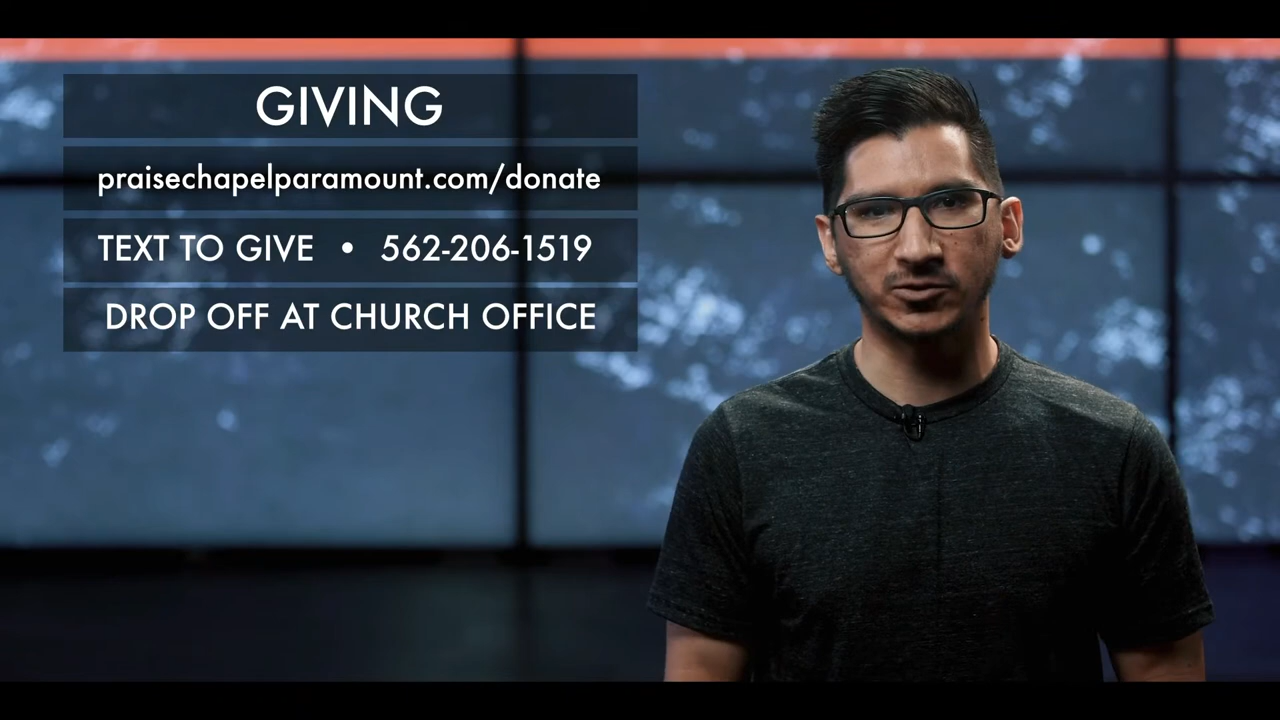 GIVING
praisechapelparamount.com/donate
TEXT TO GIVE • 562-206-1519
DROP OFF AT CHURCH OFFICE